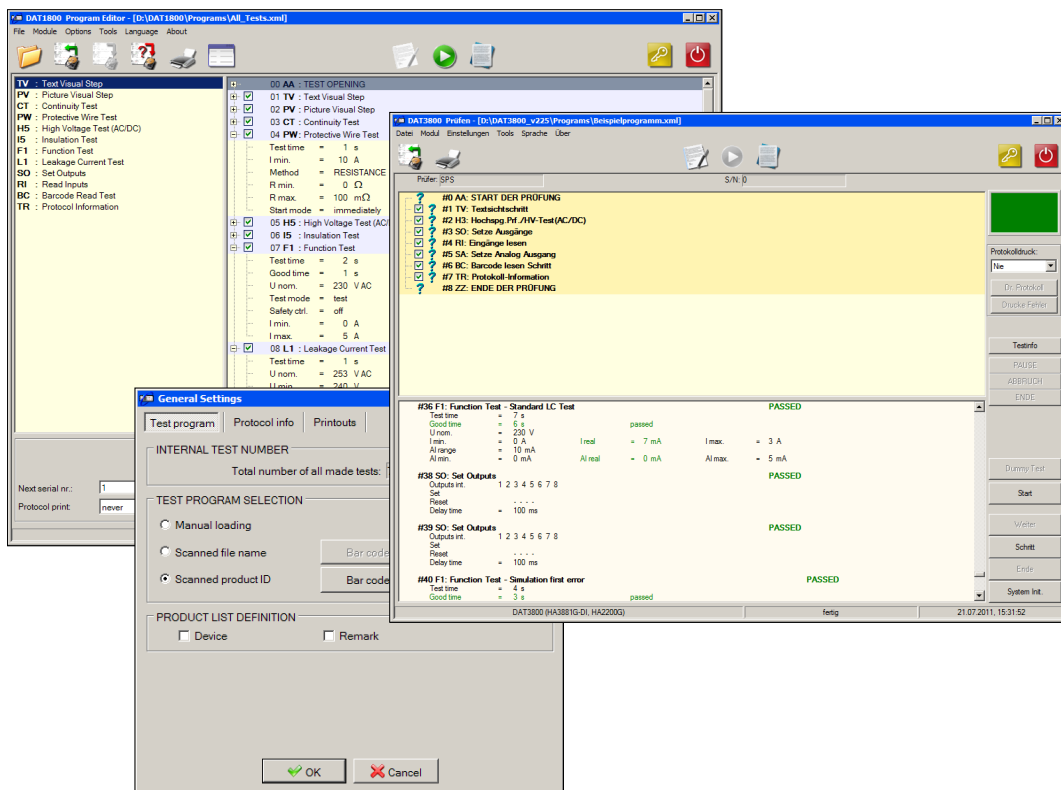 DAT1800 Program Editor - [D:\DAT1800\Programs\All_Tests.xml]
File Module Options Tools Language About
TV : Text Visual Step
PV : Picture Visual Step
CT : Continuity Test
PW : Protective Wire Test
H5 : High Voltage Test (AC/DC)
I5 : Insulation Test
F1 : Function Test
L1 : Leakage Current Test
SO : Set Outputs
RI : Read Inputs
BC : Barcode Read Test
TR : Protocol Information
00 AA : TEST OPENING
01 TV : Text Visual Step
02 PV : Picture Visual Step
03 CT : Continuity Test
04 PW : Protective Wire Test
Test time = 1 s
I min. = 10 A
Method = RESISTANCE
R min. = 0 Ω
R max. = 100 mΩ
Start mode = immediately
05 H5 : High Voltage Test (AC/
06 I5 : Insulation Test
07 F1 : Function Test
Test time = 2 s
Good time = 1 s
U nom. = 230 V AC
Test mode = test
Safety ctrl. = off
I min. = 0 A
I max. = 5 A
08 L1 : Leakage Current Test
Test time = 1 s
U nom. = 253 V AC
U min. = 240 V
Next serial nr.: 1
Protocol print: never
DAT3800 Prüfen - [D:\DAT3800_v225\Programs\Beispielprogramm.xml]
Datei Modul Einstellungen Tools Sprache Über
Prüfer: SPS S/N: 0
#0 AA: START DER PRÜFUNG
#1 TV: Textsichtschritt
#2 H3: Hochspg.Prf./HV-Test(AC/DC)
#3 SO: Setze Ausgänge
#4 RI: Eingänge lesen
#5 SA: Setze Analog Ausgang
#6 BC: Barcode lesen Schritt
#7 TR: Protokoll-Information
#8 ZZ: ENDE DER PRÜFUNG
Protokolldruck:
Nie
Dr. Protokoll
Drucke Fehler
Testinfo
PAUSE
ABBRUCH
ENDE
Dummy Test
Start
Weiter
Schritt
Ende
System Init.
#36 F1: Function Test - Standard LC Test PASSED
Test time = 7 s
Good time = 6 s passed
U nom. = 230 V
I min. = 0 A I real = 7 mA I max. = 3 A
AI range = 10 mA
AI min. = 0 mA AI real = 0 mA AI max. = 5 mA
#38 SO: Set Outputs PASSED
Outputs int. 1 2 3 4 5 6 7 8
Set
Reset - - - -
Delay time = 100 ms
#39 SO: Set Outputs PASSED
Outputs int. 1 2 3 4 5 6 7 8
Set
Reset - - - -
Delay time = 100 ms
#40 F1: Function Test - Simulation first error PASSED
Test time = 4 s
Good time = 3 s passed
DAT3800 (HA3881G-DI, HA2200G) fertig 21.07.2011, 15:31:52
General Settings
Test program Protocol info Printouts
INTERNAL TEST NUMBER
Total number of all made tests:
TEST PROGRAM SELECTION
Manual loading
Scanned file name Bar code
Scanned product ID Bar code
PRODUCT LIST DEFINITION
Device Remark
OK Cancel